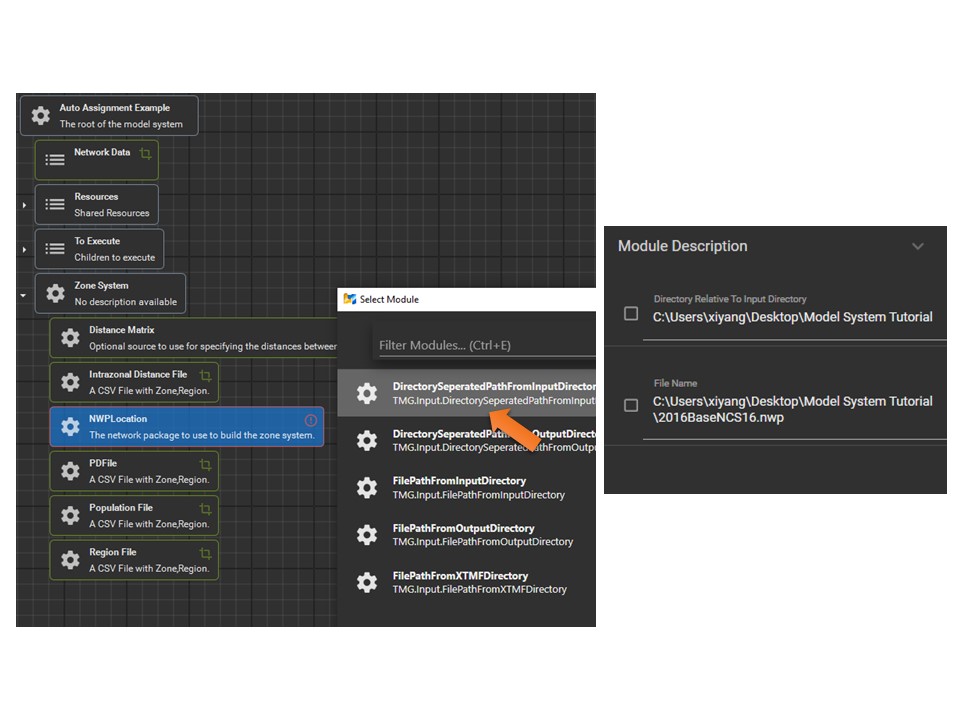 Auto Assignment Example
The root of the model system
Network Data
Resources
Shared Resources
To Execute
Children to execute
Zone System
No description available
Distance Matrix
Optional source to use for specifying the distances between
Intrazonal Distance File
A CSV File with Zone,Region.
NWPLocation
The network package to use to build the zone system.
PDFile
A CSV File with Zone,Region.
Population File
A CSV File with Zone,Region.
Region File
A CSV File with Zone,Region.
Select Module
Filter Modules... (Ctrl+E)
DirectorySeperatedPathFromInputDirector
TMG.Input.DirectorySeperatedPathFromInput
DirectorySeperatedPath OutputDirecto
TMG.Input.DirectorySeperated FromOutp
FilePathFromInputDirectory
TMG.Input.FilePathFromInputDirectory
FilePathFromOutputDirectory
TMG.Input.FilePathFromOutputDirectory
FilePathFromXTMFDirectory
TMG.Input.FilePathFromXTMFDirectory
Module Description
Directory Relative To Input Directory
C:\Users\xiyang\Desktop\Model System Tutorial
File Name
C:\Users\xiyang\Desktop\Model System Tutorial
\2016BaseNCS16.nwp